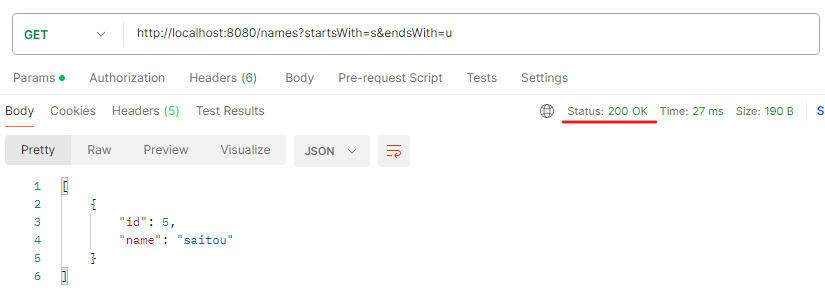 GET http://localhost:8080/names?startsWith=s&endsWith=u
Params Authorization Headers (6) Body Pre-request Script Tests Settings
Body Cookies Headers (5) Test Results Status: 200 OK Time: 27 ms Size: 190 B S
Pretty Raw Preview Visualize JSON
1 [
2 {
3 "id": 5,
4 "name": "saitou"
5 }
6 ]